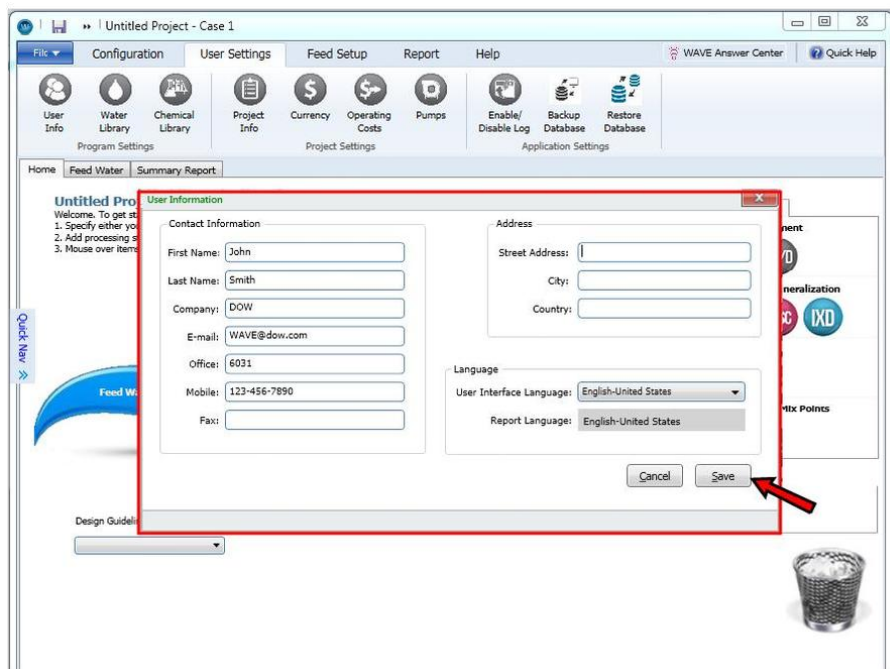 Untitled Project - Case 1
File Configuration User Settings Feed Setup Report Help WAVE Answer Center Quick Help
User Info
Water Library
Chemical Library
Project Info
Currency
Operating Costs
Pumps
Enable/ Disable Log
Backup Database
Restore Database
Program Settings Project Settings Application Settings
Home Feed Water Summary Report
Untitled Pro
Welcome. To get st
1. Specify either yo
2. Add processing s
3. Mouse over items
User Information
Contact Information
First Name: John
Last Name: Smith
Company: DOW
E-mail: WAVE@dow.com
Office: 6031
Mobile: 123-456-7890
Fax:
Address
Street Address:
City:
Country:
Language
User Interface Language: English-United States
Report Language: English-United States
Cancel Save
ment
neralization
IXD
Mix Points
Quick Nav
Feed Wa
Design Guideli